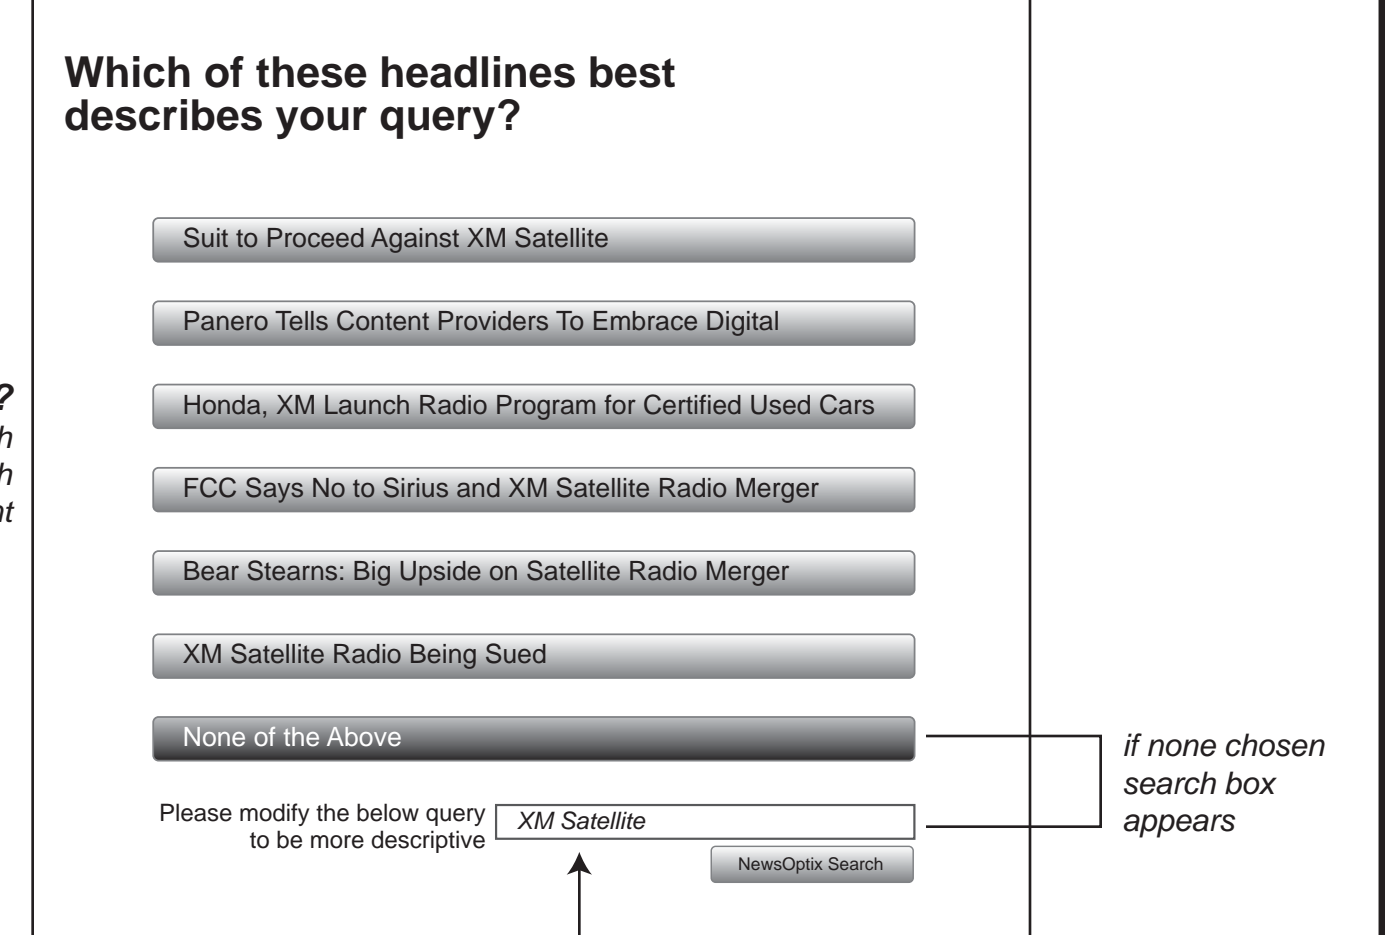 Which of these headlines best
describes your query?
Suit to Proceed Against XM Satellite
Panero Tells Content Providers To Embrace Digital
Honda, XM Launch Radio Program for Certified Used Cars
?
FCC Says No to Sirius and XM Satellite Radio Merger
Bear Stearns: Big Upside on Satellite Radio Merger
XM Satellite Radio Being Sued
None of the Above
if none chosen
search box
appears
Please modify the below query
to be more descriptive
XM Satellite
NewsOptix Search